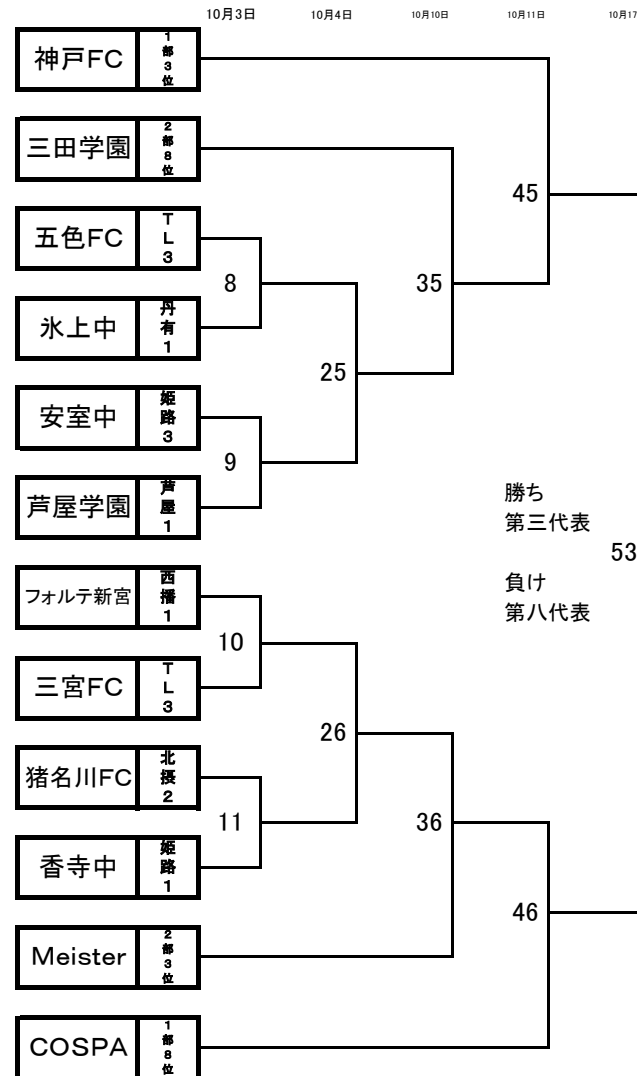 10月3日 10月4日 10月10日 10月11日 10月17
神戸FC 1部3位
三田学園 2部8位
45
五色FC TL3
8 35
氷上中 丹有1
25
安室中 姫路3
9
芦屋学園 芦屋1
勝ち
第三代表
53
負け
第八代表
フォルテ新宮 西播1
10
三宮FC TL3
26
猪名川FC 北摂2
11 36
香寺中 姫路1
46
Meister 2部3位
COSPA 1部8位